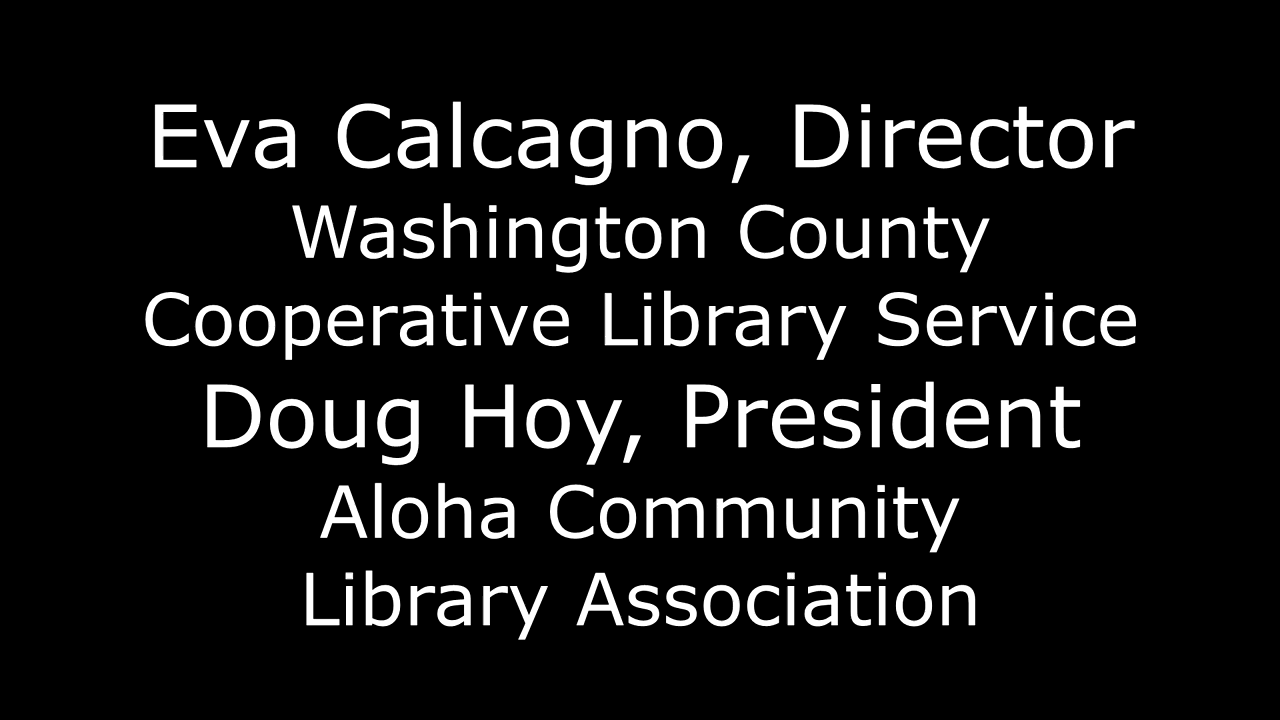 Eva Calcagno, Director
Washington County
Cooperative Library Service
Doug Hoy, President
Aloha Community
Library Association